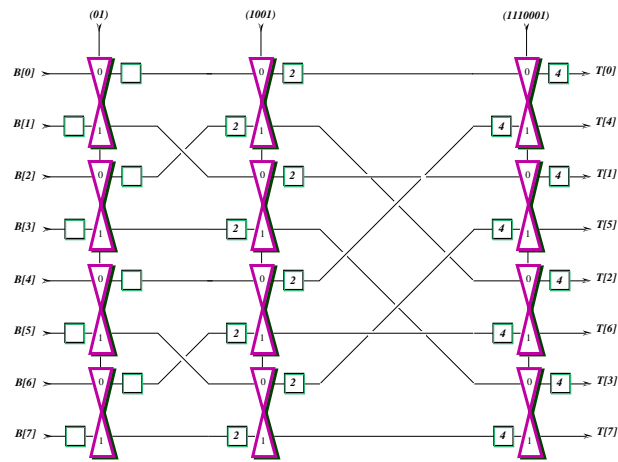 (01) (1001) (1110001)
B[0] 0 0 2 0 4 T[0]
B[1] 1 2 1 4 1 T[4]
B[2] 0 0 2 0 4 T[1]
B[3] 1 2 1 4 1 T[5]
B[4] 0 0 2 0 4 T[2]
B[5] 1 2 1 4 1 T[6]
B[6] 0 0 2 0 4 T[3]
B[7] 1 2 1 4 1 T[7]